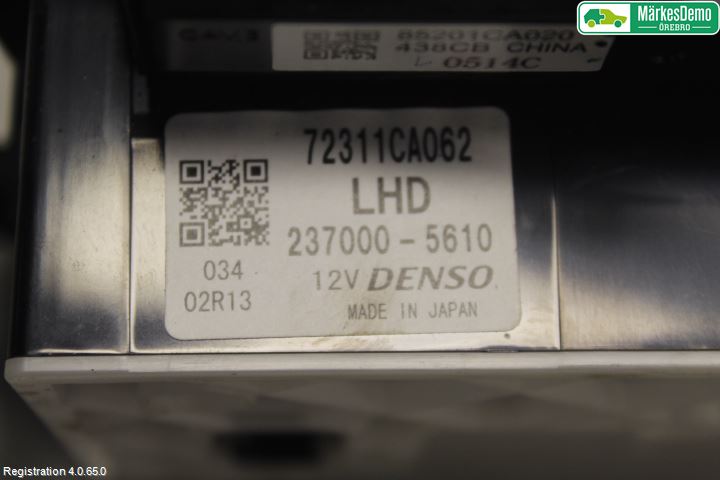 MärkesDemo
ÖREBRO
85201CA020
438CB CHINA
0514C
72311CA062
LHD
237000-5610
034
12V DENSO
02R13
MADE IN JAPAN
Registration 4.0.65.0